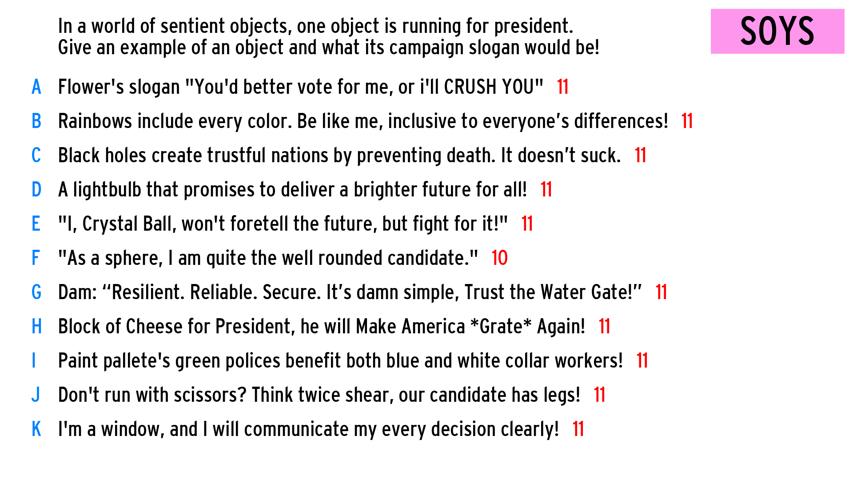 In a world of sentient objects, one object is running for president.
Give an example of an object and what its campaign slogan would be!
SOYS
A Flower's slogan "You'd better vote for me, or i'll CRUSH YOU" 11
B Rainbows include every color. Be like me, inclusive to everyone’s differences! 11
C Black holes create trustful nations by preventing death. It doesn’t suck. 11
D A lightbulb that promises to deliver a brighter future for all! 11
E "I, Crystal Ball, won't foretell the future, but fight for it!" 11
F "As a sphere, I am quite the well rounded candidate." 10
G Dam: “Resilient. Reliable. Secure. It’s damn simple, Trust the Water Gate!” 11
H Block of Cheese for President, he will Make America *Grate* Again! 11
I Paint pallete's green polices benefit both blue and white collar workers! 11
J Don't run with scissors? Think twice shear, our candidate has legs! 11
K I'm a window, and I will communicate my every decision clearly! 11